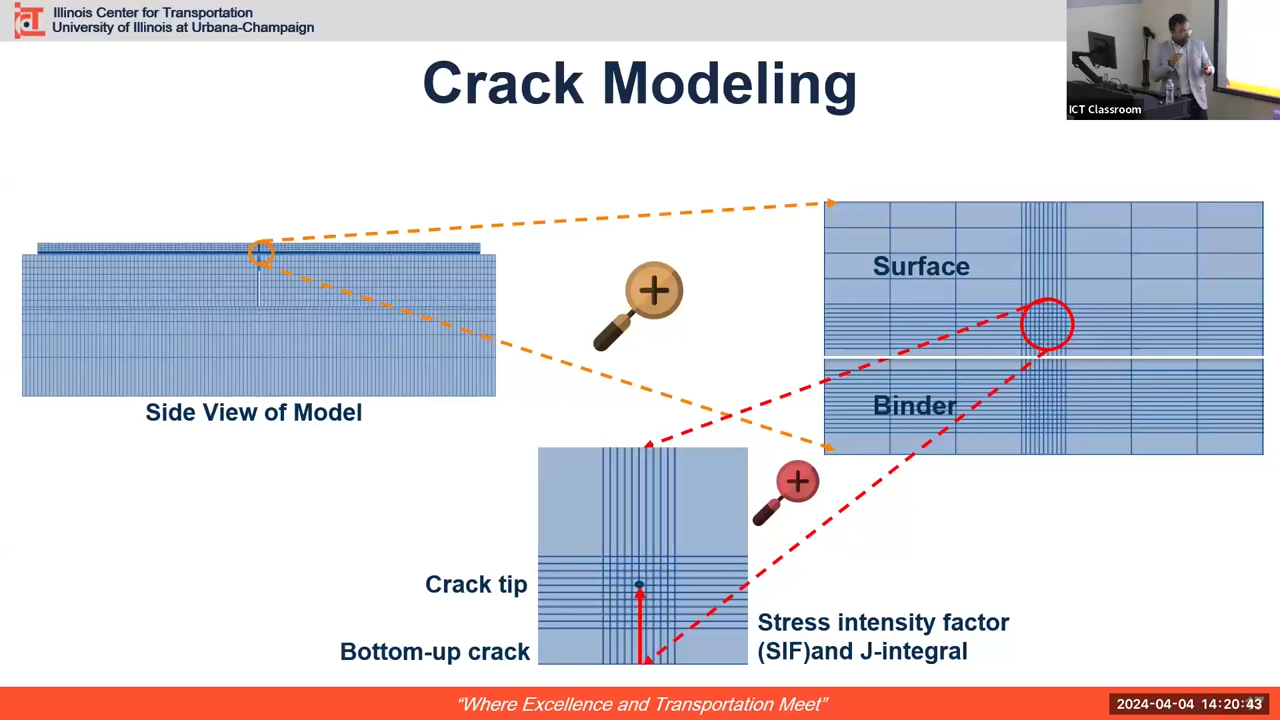 ICT
Illinois Center for Transportation
University of Illinois at Urbana-Champaign
Crack Modeling
ICT Classroom
Surface
Binder
Side View of Model
Crack tip
Bottom-up crack
Stress intensity factor
(SIF)and J-integral
“Where Excellence and Transportation Meet”
2024-04-04 14:20:43